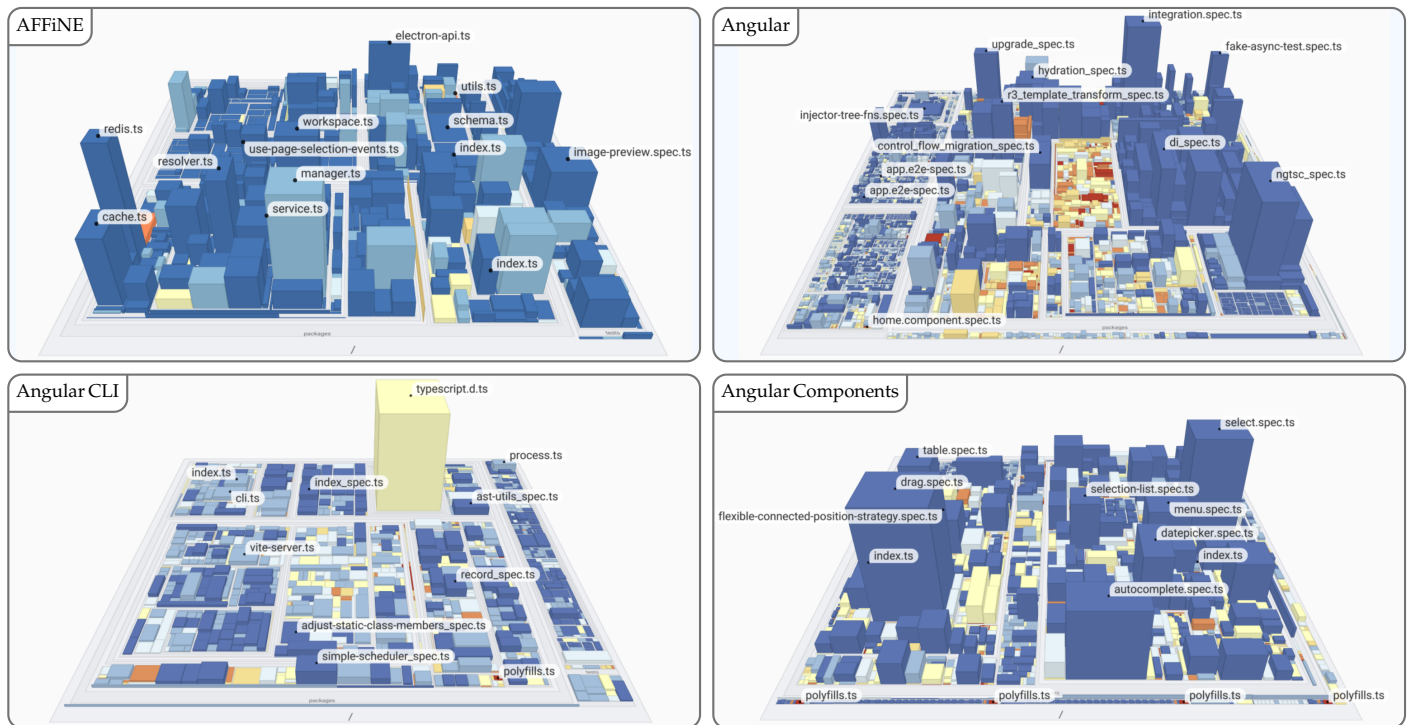 AFFiNE
electron-api.ts
utils.ts
redis.ts
workspace.ts
schema.ts
resolver.ts
use-page-selection-events.ts
index.ts
image-preview.spec.ts
manager.ts
cache.ts
service.ts
index.ts
packages
tests
/
Angular
integration.spec.ts
upgrade_spec.ts
fake-async-test.spec.ts
hydration_spec.ts
r3_template_transform_spec.ts
injector-tree-fns.spec.ts
control_flow_migration_spec.ts
di_spec.ts
app.e2e-spec.ts
ngtsc_spec.ts
app.e2e-spec.ts
home.component.spec.ts
packages
/
Angular CLI
typescript.d.ts
process.ts
index.ts
index_spec.ts
cli.ts
ast-utils_spec.ts
vite-server.ts
record_spec.ts
adjust-static-class-members_spec.ts
simple-scheduler_spec.ts
polyfills.ts
tests
packages
/
Angular Components
select.spec.ts
table.spec.ts
drag.spec.ts
selection-list.spec.ts
flexible-connected-position-strategy.spec.ts
menu.spec.ts
datepicker.spec.ts
index.ts
index.ts
autocomplete.spec.ts
polyfills.ts
polyfills.ts
polyfills.ts
polyfills.ts
/